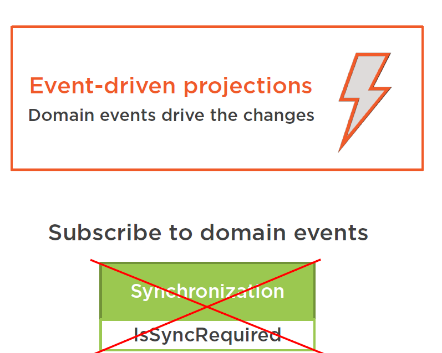 Event-driven projections
Domain events drive the changes
Subscribe to domain events
Synchronization
IsSyncRequired